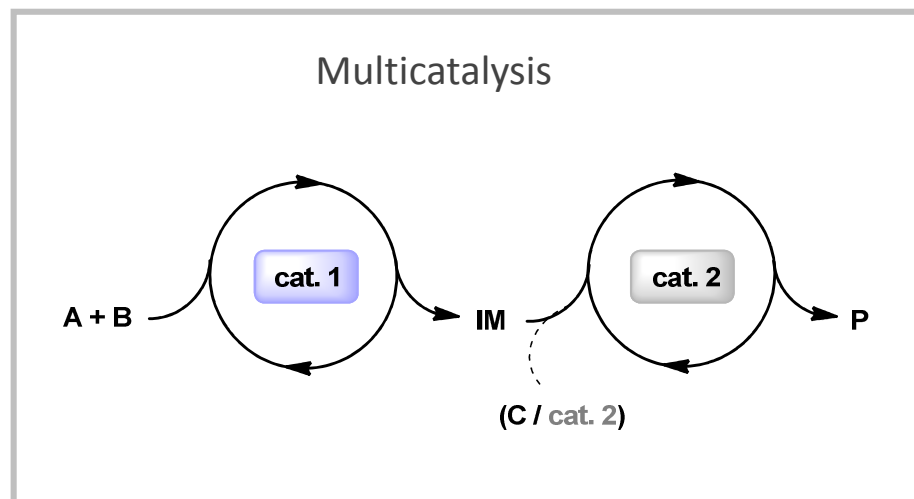 Multicatalysis
cat. 1
cat. 2
A + B
IM
P
(C / cat. 2)